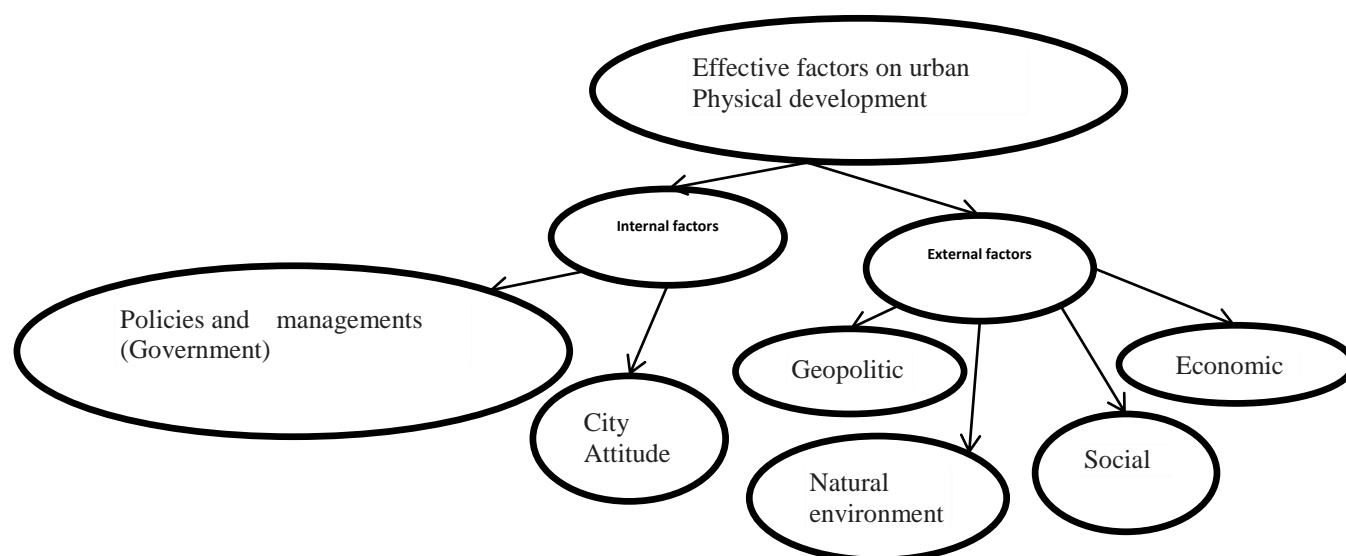 Effective factors on urban
Physical development
Internal factors
External factors
Policies and managements
(Government)
Geopolitic
Economic
City
Attitude
Social
Natural
environment